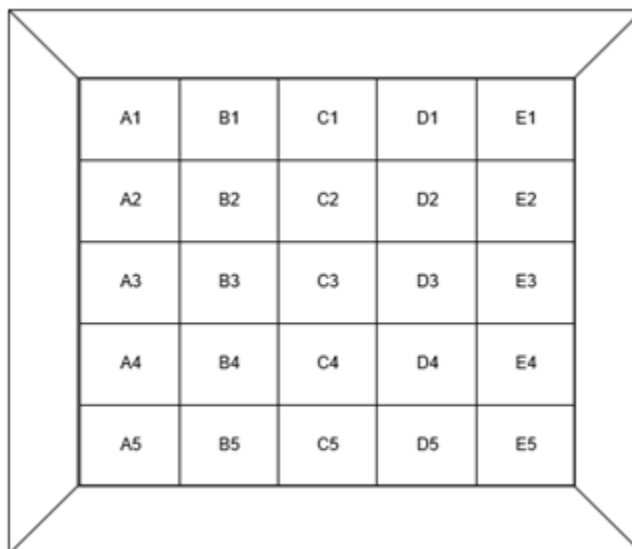 A1 B1 C1 D1 E1
A2 B2 C2 D2 E2
A3 B3 C3 D3 E3
A4 B4 C4 D4 E4
A5 B5 C5 D5 E5